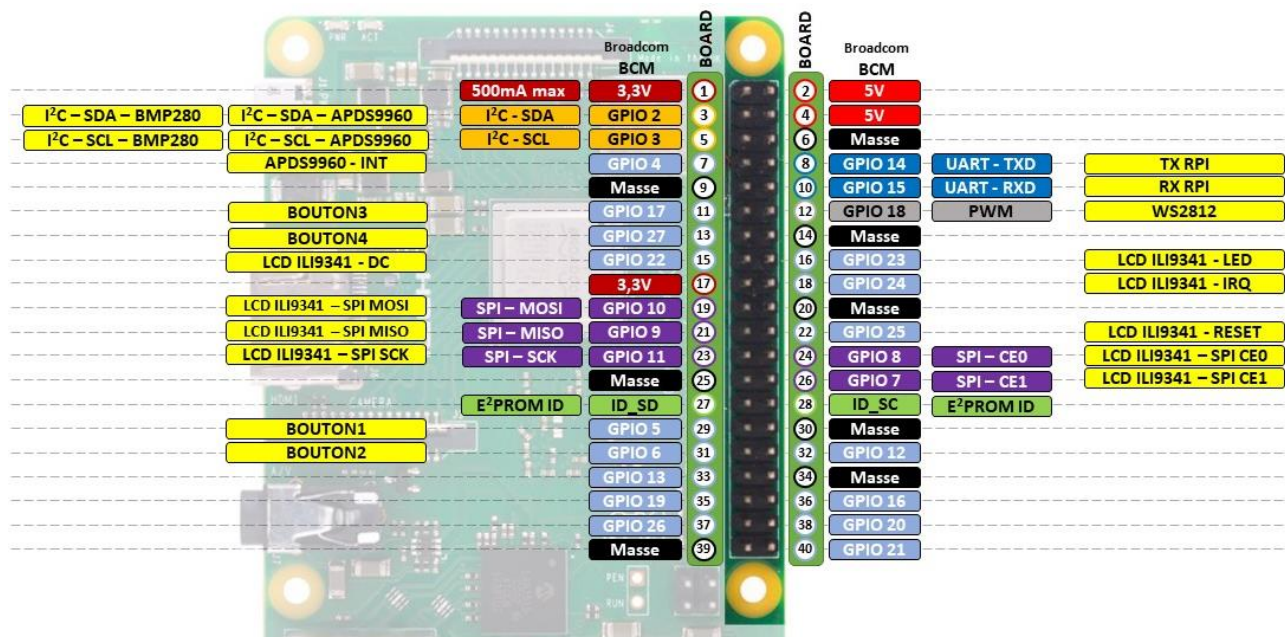 PWR ACT
Broadcom
BCM
BOARD
BOARD
Broadcom
BCM
500mA max 3,3V 1 2 5V
I²C – SDA – BMP280 I²C – SDA – APDS9960 I²C - SDA GPIO 2 3 4 5V
I²C – SCL – BMP280 I²C – SCL – APDS9960 I²C - SCL GPIO 3 5 6 Masse
APDS9960 - INT GPIO 4 7 8 GPIO 14 UART - TXD TX RPI
Masse 9 10 GPIO 15 UART - RXD RX RPI
BOUTON3 GPIO 17 11 12 GPIO 18 PWM WS2812
BOUTON4 GPIO 27 13 14 Masse
LCD ILI9341 - DC GPIO 22 15 16 GPIO 23 LCD ILI9341 - LED
3,3V 17 18 GPIO 24 LCD ILI9341 - IRQ
LCD ILI9341 – SPI MOSI SPI – MOSI GPIO 10 19 20 Masse
LCD ILI9341 – SPI MISO SPI – MISO GPIO 9 21 22 GPIO 25 LCD ILI9341 - RESET
LCD ILI9341 – SPI SCK SPI – SCK GPIO 11 23 24 GPIO 8 SPI – CE0 LCD ILI9341 – SPI CE0
Masse 25 26 GPIO 7 SPI – CE1 LCD ILI9341 – SPI CE1
HDMI CAMERA
E²PROM ID ID_SD 27 28 ID_SC E²PROM ID
BOUTON1 GPIO 5 29 30 Masse
BOUTON2 GPIO 6 31 32 GPIO 12
A/V
GPIO 13 33 34 Masse
GPIO 19 35 36 GPIO 16
GPIO 26 37 38 GPIO 20
Masse 39 40 GPIO 21
PEN
RUN